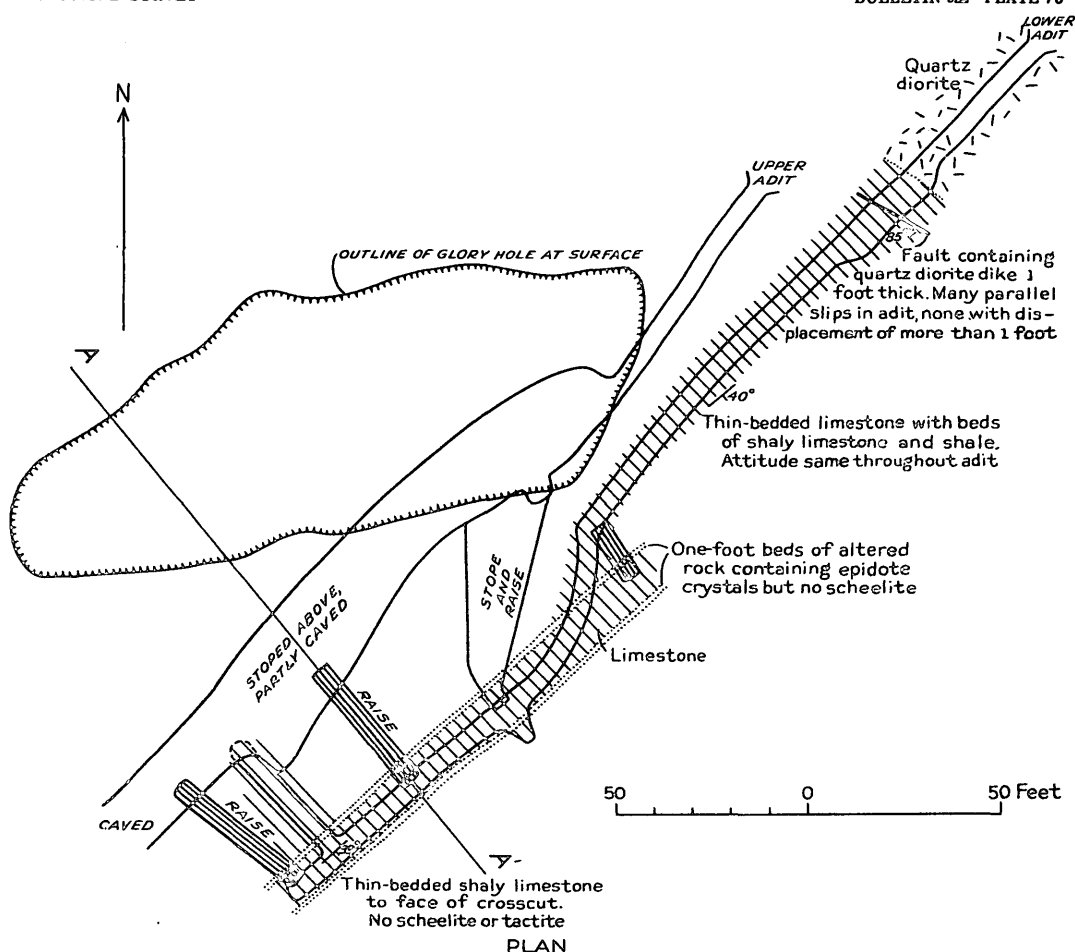 LOWER
ADIT
Quartz
diorite
N
UPPER
ADIT
OUTLINE OF GLORY HOLE AT SURFACE
85
Fault containing
quartz diorite dike 1
foot thick. Many parallel
slips in adit, none with dis-
placement of more than 1 foot
A
40°
Thin-bedded limestone with beds
of shaly limestone and shale.
Attitude same throughout adit
STOPE
AND
RAISE
One-foot beds of altered
rock containing epidote
crystals but no scheelite
STOPED ABOVE,
PARTLY CAVED
Limestone
RAISE
RAISE
CAVED
50 0 50 Feet
A'
Thin-bedded shaly limestone
to face of crosscut.
No scheelite or tactite
PLAN